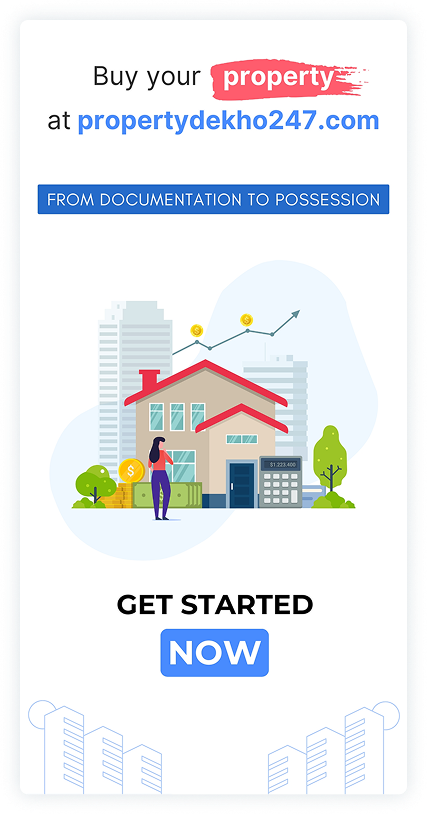 Buy your property
at propertydekho247.com
FROM DOCUMENTATION TO POSSESSION
$1,223,400
$
GET STARTED
NOW